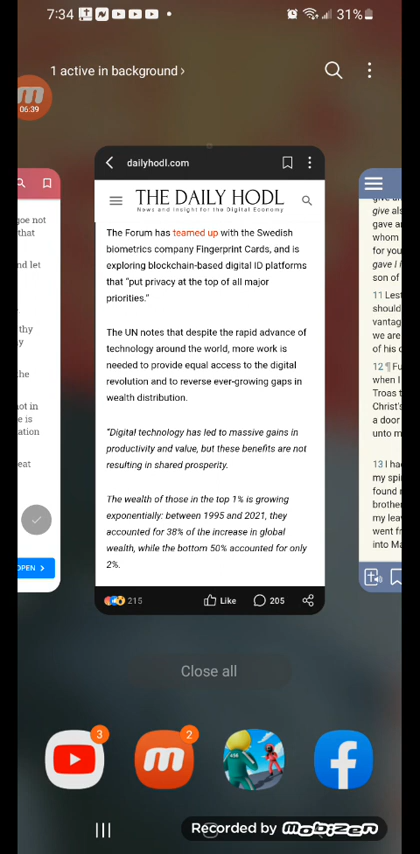 7:34
31%
1 active in background >
06:39
dailyhodl.com
THE DAILY HODL
News and Insight for the Digital Economy
The Forum has teamed up with the Swedish
biometrics company Fingerprint Cards, and is
exploring blockchain-based digital ID platforms
that “put privacy at the top of all major
priorities.”
The UN notes that despite the rapid advance of
technology around the world, more work is
needed to provide equal access to the digital
revolution and to reverse ever-growing gaps in
wealth distribution.
“Digital technology has led to massive gains in
productivity and value, but these benefits are not
resulting in shared prosperity.
The wealth of those in the top 1% is growing
exponentially: between 1995 and 2021, they
accounted for 38% of the increase in global
wealth, while the bottom 50% accounted for only
2%.
215
Like
205
goe not
that
nd let
thy
the
not in
e is
ation
eat
OPEN >
give als
gave a
whom
for you
gave I i
son of
11 Lest
should
vantag
we are
of his d
12 ¶ Fu
when I
Troas t
Christ's
a door
unto m
13 I ha
my spi
found
brothe
my leav
went fr
into Ma
Close all
3
2
Recorded by mobizen